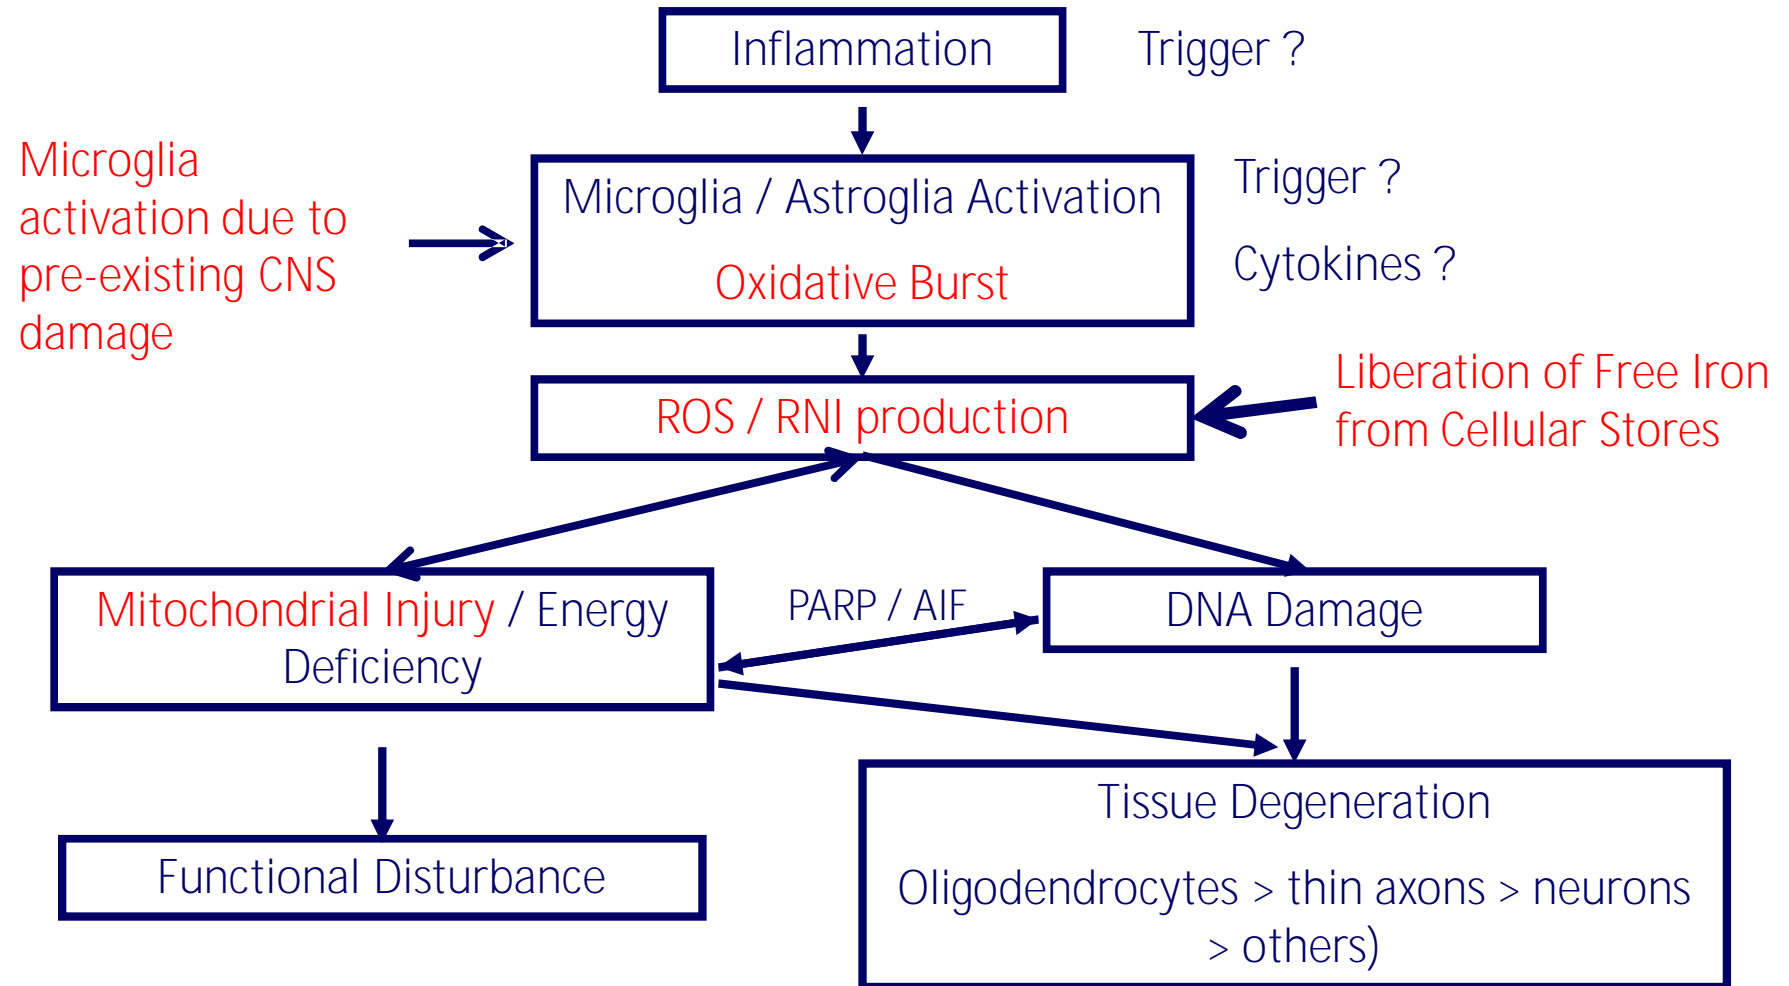 Inflammation
Trigger ?
Microglia
activation due to
pre-existing CNS
damage
Microglia / Astroglia Activation
Oxidative Burst
Trigger ?
Cytokines ?
ROS / RNI production
Liberation of Free Iron
from Cellular Stores
Mitochondrial Injury / Energy
Deficiency
PARP / AIF
DNA Damage
Functional Disturbance
Tissue Degeneration
Oligodendrocytes > thin axons > neurons
> others)